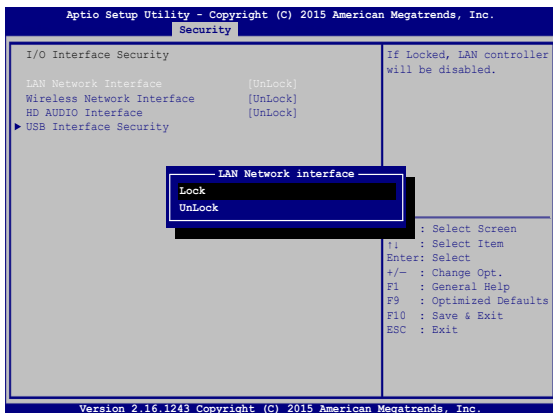 Aptio Setup Utility - Copyright (C) 2015 American Megatrends, Inc.
Security
I/O Interface Security
LAN Network Interface [UnLock]
Wireless Network Interface [UnLock]
HD AUDIO Interface [UnLock]
USB Interface Security
If Locked, LAN controller
will be disabled.
LAN Network interface
Lock
UnLock
: Select Screen
↑↓ : Select Item
Enter: Select
+/— : Change Opt.
F1 : General Help
F9 : Optimized Defaults
F10 : Save & Exit
ESC : Exit
Version 2.16.1243 Copyright (C) 2015 American Megatrends, Inc.